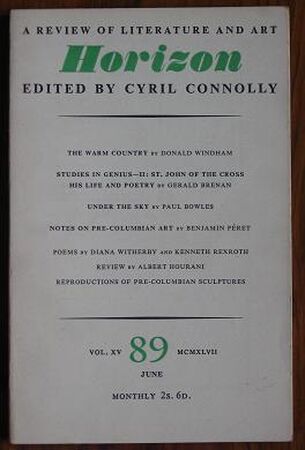 A REVIEW OF LITERATURE AND ART
Horizon
EDITED BY CYRIL CONNOLLY
THE WARM COUNTRY BY DONALD WINDHAM
STUDIES IN GENIUS—II: ST. JOHN OF THE CROSS
HIS LIFE AND POETRY BY GERALD BRENAN
UNDER THE SKY BY PAUL BOWLES
NOTES ON PRE-COLUMBIAN ART BY BENJAMIN PÉRET
POEMS BY DIANA WITHERBY AND KENNETH REXROTH
REVIEW BY ALBERT HOURANI
REPRODUCTIONS OF PRE-COLUMBIAN SCULPTURES
VOL. XV 89 MCMXLVII
JUNE
MONTHLY 2s. 6D.